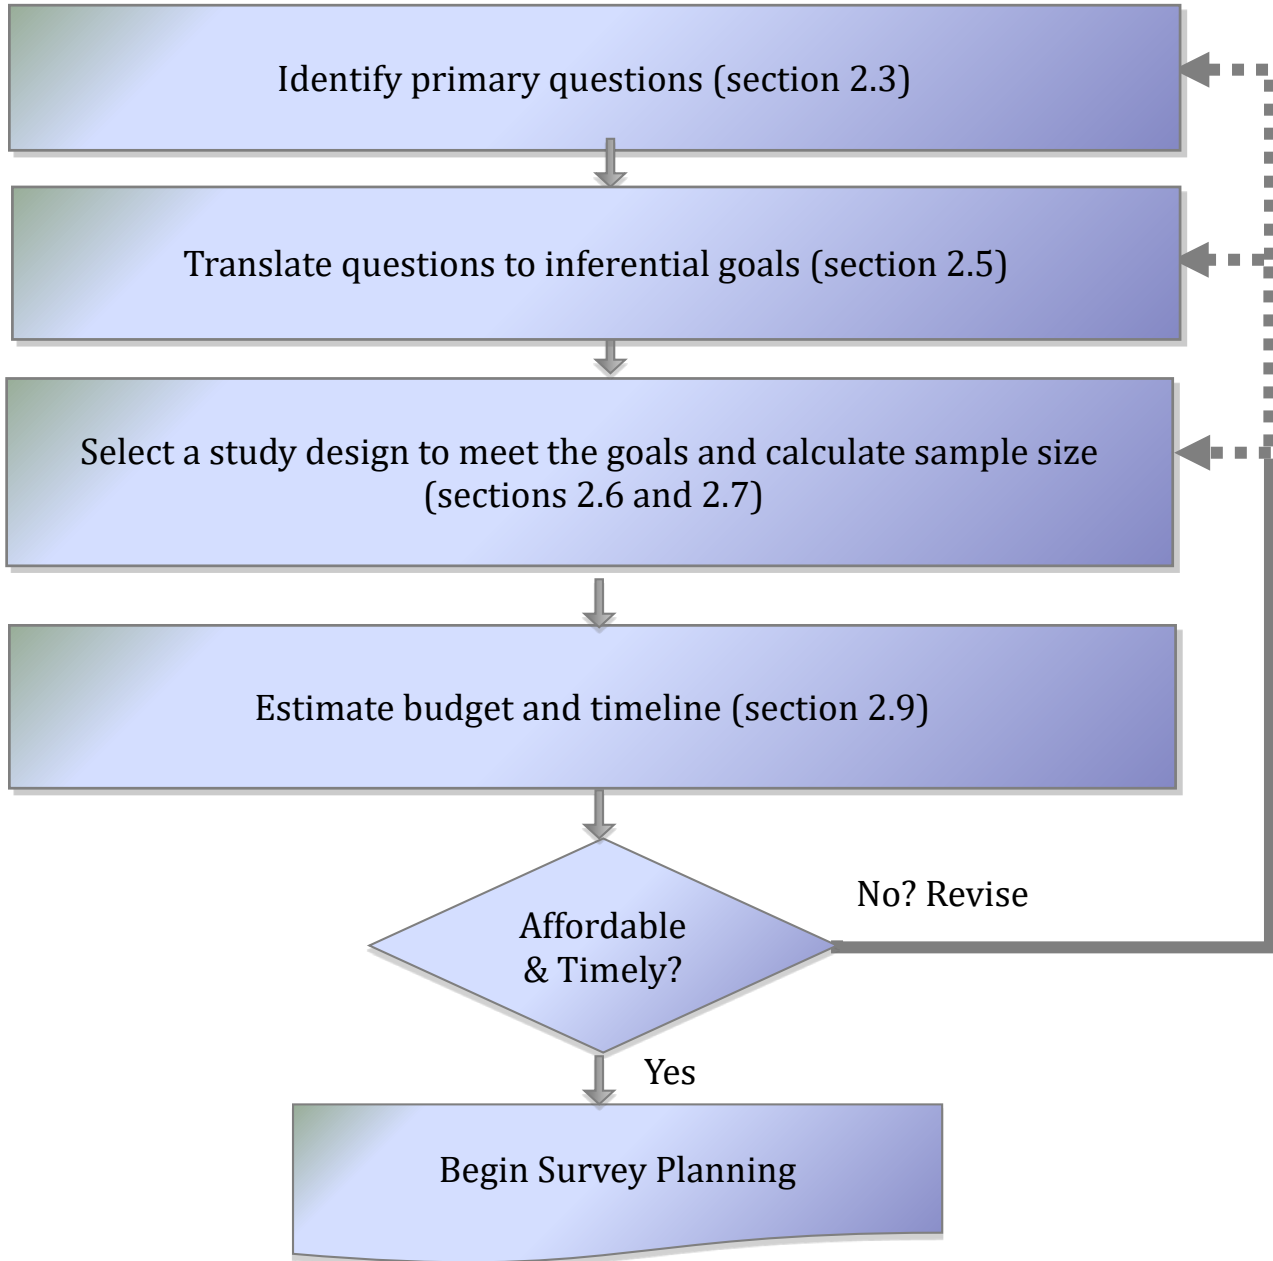 Identify primary questions (section 2.3)
Translate questions to inferential goals (section 2.5)
Select a study design to meet the goals and calculate sample size
(sections 2.6 and 2.7)
Estimate budget and timeline (section 2.9)
No? Revise
Affordable
& Timely?
Yes
Begin Survey Planning